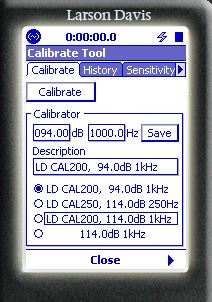 Larson Davis
0:00:00.0
Calibrate Tool
Calibrate History Sensitivity
Calibrate
Calibrator
094.00 dB 1000.0 Hz Save
Description
LD CAL200, 94.0dB 1kHz
LD CAL200, 94.0dB 1kHz
LD CAL250, 114.0dB 250Hz
LD CAL200, 114.0dB 1kHz
114.0dB 1kHz
Close